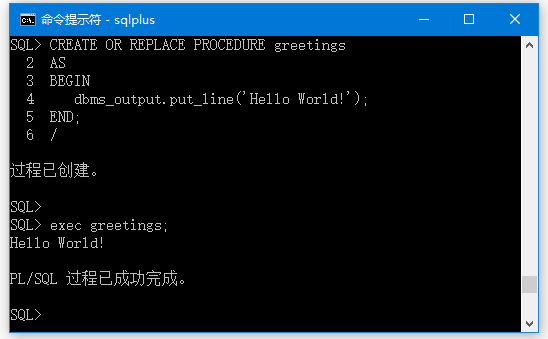 命令提示符 - sqlplus
SQL> CREATE OR REPLACE PROCEDURE greetings
  2  AS
  3  BEGIN
  4     dbms_output.put_line('Hello World!');
  5  END;
  6  /
过程已创建。
SQL>
SQL> exec greetings;
Hello World!
PL/SQL 过程已成功完成。
SQL>